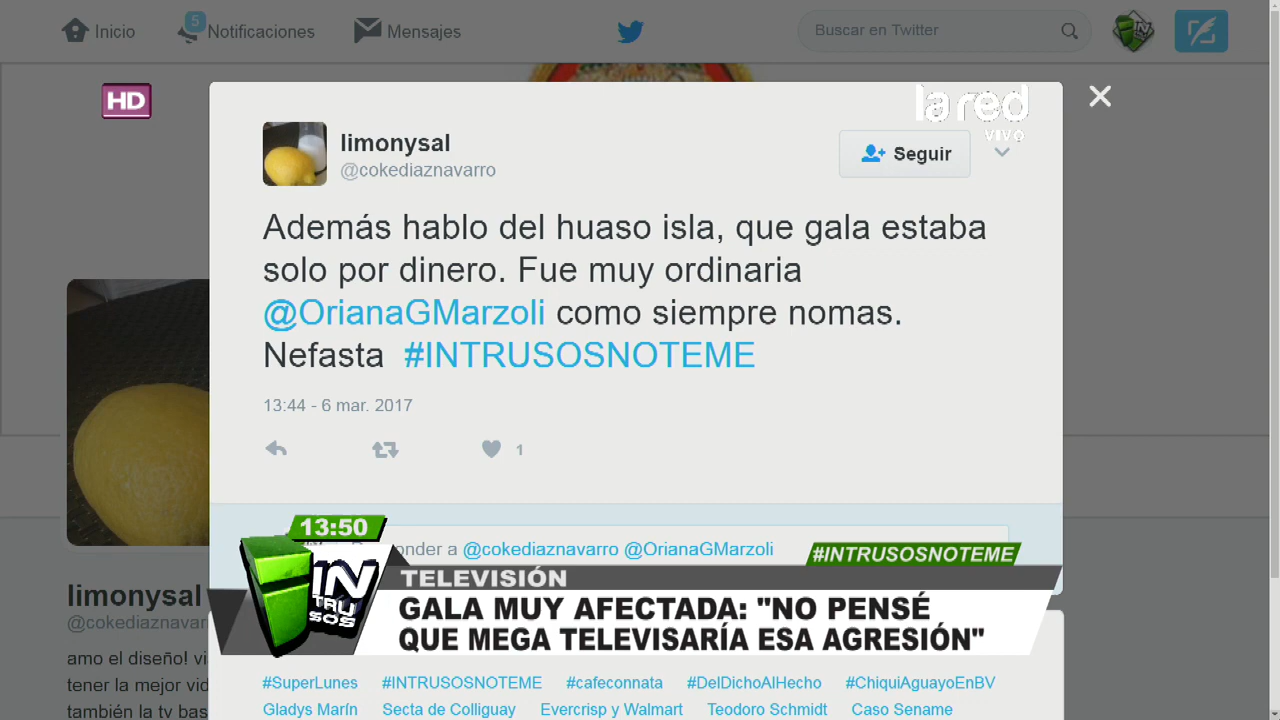 Inicio
5
Notificaciones
Mensajes
Buscar en Twitter
HD
la red
VIVO
limonysal
@cokediaznavarro
Seguir
Además hablo del huaso isla, que gala estaba
solo por dinero. Fue muy ordinaria
@OrianaGMarzoli como siempre nomas.
Nefasta #INTRUSOSNOTEME
13:44 - 6 mar. 2017
1
13:50
onder a @cokediaznavarro @OrianaGMarzoli
#INTRUSOSNOTEME
IN
TRU
SOS
TELEVISIÓN
GALA MUY AFECTADA: "NO PENSÉ
QUE MEGA TELEVISARÍA ESA AGRESIÓN"
limonysal
@cokediaznavarr
amo el diseño! vi
tener la mejor vid
también la tv bas
#SuperLunes #INTRUSOSNOTEME #cafeconnata #DelDichoAlHecho #ChiquiAguayoEnBV
Gladys Marín Secta de Colliguay Evercrisp y Walmart Teodoro Schmidt Caso Sename